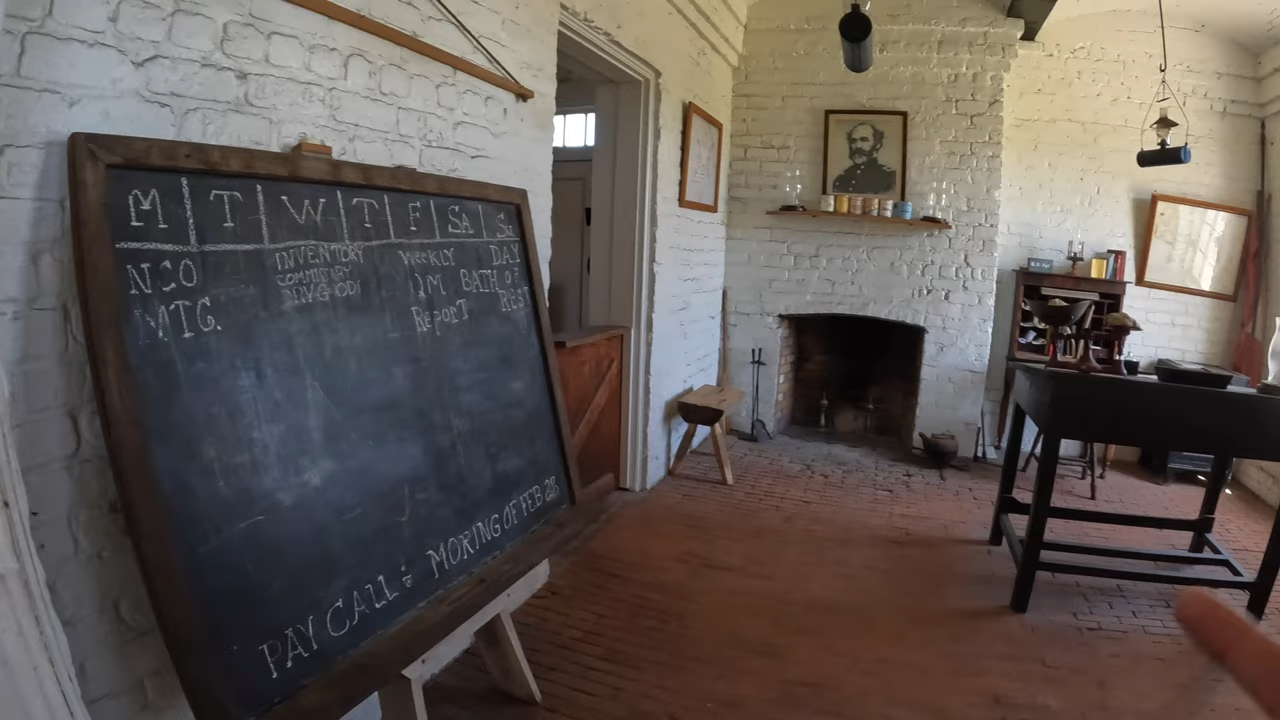 M T W T F SA Su
NCO INVENTORY WEEKLY DAY
MTG. COMMISTARY QM BATH OF
DRY GOODS REPORT REST
PAY CALL: MORING OF FEB 28